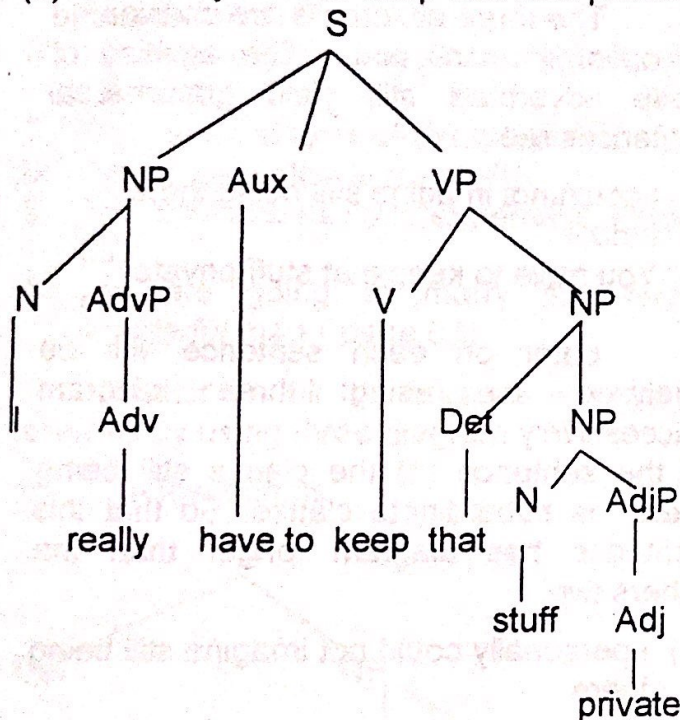 S
NP Aux VP
N AdvP V NP
I Adv Det NP
N AdjP
really have to keep that
stuff Adj
private